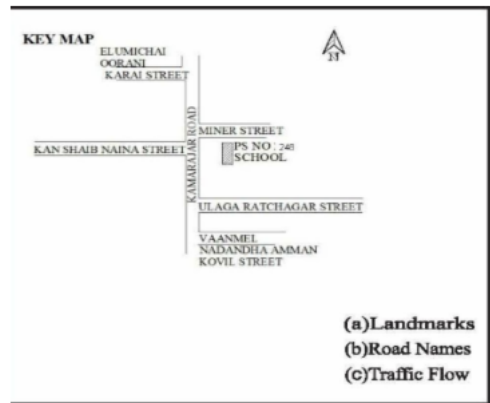 KEY MAP
N
ELUMICHAI
OORANI
KARAI STREET
KAMARAJAR ROAD
MINER STREET
KAN SHAIB NAINA STREET
PS NO : 248
SCHOOL
ULAGA RATCHAGAR STREET
VAANMEL
NADANDHA AMMAN
KOVIL STREET
(a)Landmarks
(b)Road Names
(c)Traffic Flow